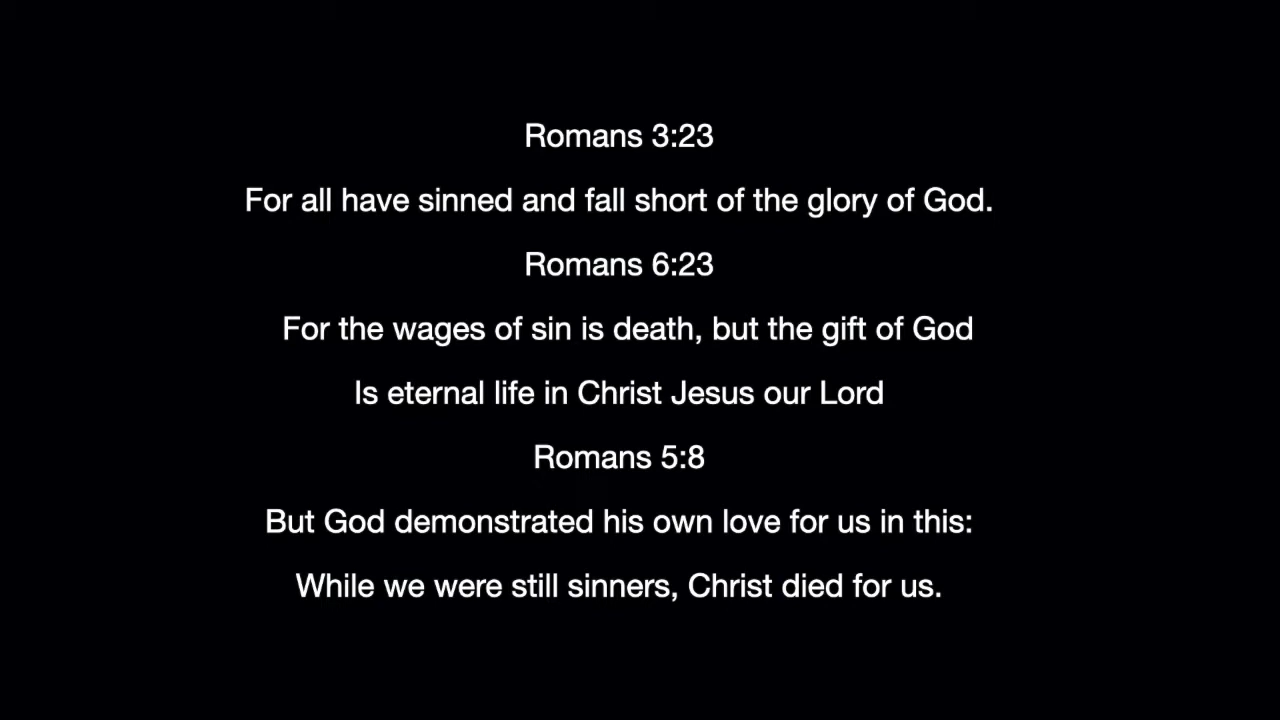 Romans 3:23
For all have sinned and fall short of the glory of God.
Romans 6:23
For the wages of sin is death, but the gift of God
Is eternal life in Christ Jesus our Lord
Romans 5:8
But God demonstrated his own love for us in this:
While we were still sinners, Christ died for us.